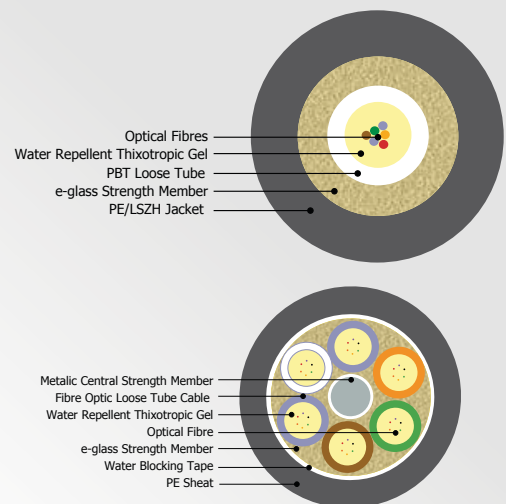 Optical Fibres
Water Repellent Thixotropic Gel
PBT Loose Tube
e-glass Strength Member
PE/LSZH Jacket
Metalic Central Strength Member
Fibre Optic Loose Tube Cable
Water Repellent Thixotropic Gel
Optical Fibre
e-glass Strength Member
Water Blocking Tape
PE Sheat